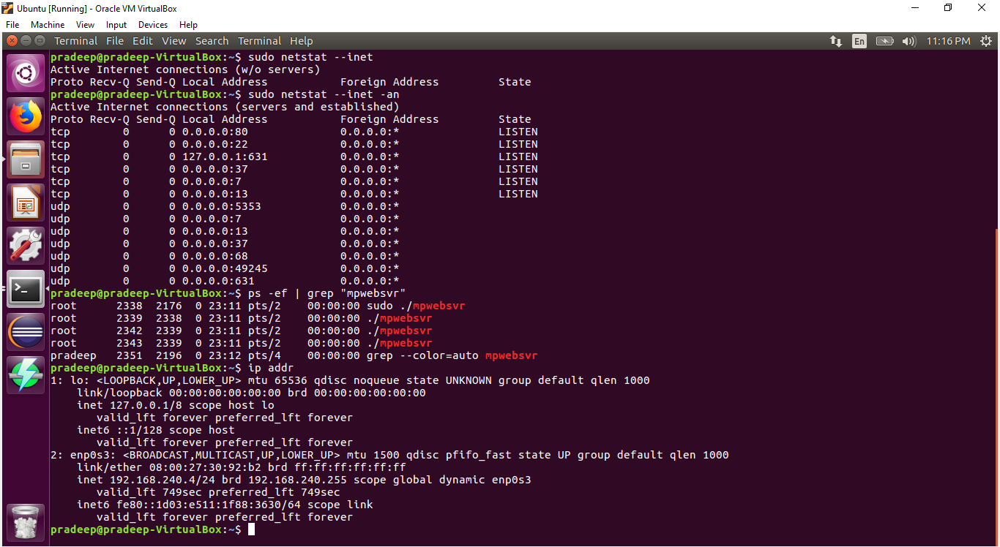 Ubuntu [Running] - Oracle VM VirtualBox
File Machine View Input Devices Help
Terminal File Edit View Search Terminal Help En 11:16 PM
pradeep@pradeep-VirtualBox:~$ sudo netstat --inet
Active Internet connections (w/o servers)
Proto Recv-Q Send-Q Local Address           Foreign Address         State
pradeep@pradeep-VirtualBox:~$ sudo netstat --inet -an
Active Internet connections (servers and established)
Proto Recv-Q Send-Q Local Address           Foreign Address         State
tcp        0      0 0.0.0.0:80              0.0.0.0:*               LISTEN
tcp        0      0 0.0.0.0:22              0.0.0.0:*               LISTEN
tcp        0      0 127.0.0.1:631           0.0.0.0:*               LISTEN
tcp        0      0 0.0.0.0:37              0.0.0.0:*               LISTEN
tcp        0      0 0.0.0.0:7               0.0.0.0:*               LISTEN
tcp        0      0 0.0.0.0:13              0.0.0.0:*               LISTEN
udp        0      0 0.0.0.0:5353            0.0.0.0:*
udp        0      0 0.0.0.0:7               0.0.0.0:*
udp        0      0 0.0.0.0:13              0.0.0.0:*
udp        0      0 0.0.0.0:37              0.0.0.0:*
udp        0      0 0.0.0.0:68              0.0.0.0:*
udp        0      0 0.0.0.0:49245           0.0.0.0:*
udp        0      0 0.0.0.0:631             0.0.0.0:*
pradeep@pradeep-VirtualBox:~$ ps -ef | grep "mpwebsvr"
root      2338  2176  0 23:11 pts/2    00:00:00 sudo ./mpwebsvr
root      2339  2338  0 23:11 pts/2    00:00:00 ./mpwebsvr
root      2342  2339  0 23:11 pts/2    00:00:00 ./mpwebsvr
root      2343  2339  0 23:11 pts/2    00:00:00 ./mpwebsvr
pradeep   2351  2196  0 23:12 pts/4    00:00:00 grep --color=auto mpwebsvr
pradeep@pradeep-VirtualBox:~$ ip addr
1: lo: <LOOPBACK,UP,LOWER_UP> mtu 65536 qdisc noqueue state UNKNOWN group default qlen 1000
    link/loopback 00:00:00:00:00:00 brd 00:00:00:00:00:00
    inet 127.0.0.1/8 scope host lo
       valid_lft forever preferred_lft forever
    inet6 ::1/128 scope host
       valid_lft forever preferred_lft forever
2: enp0s3: <BROADCAST,MULTICAST,UP,LOWER_UP> mtu 1500 qdisc pfifo_fast state UP group default qlen 1000
    link/ether 08:00:27:30:92:b2 brd ff:ff:ff:ff:ff:ff
    inet 192.168.240.4/24 brd 192.168.240.255 scope global dynamic enp0s3
       valid_lft 749sec preferred_lft 749sec
    inet6 fe80::1d03:e511:1f88:3630/64 scope link
       valid_lft forever preferred_lft forever
pradeep@pradeep-VirtualBox:~$